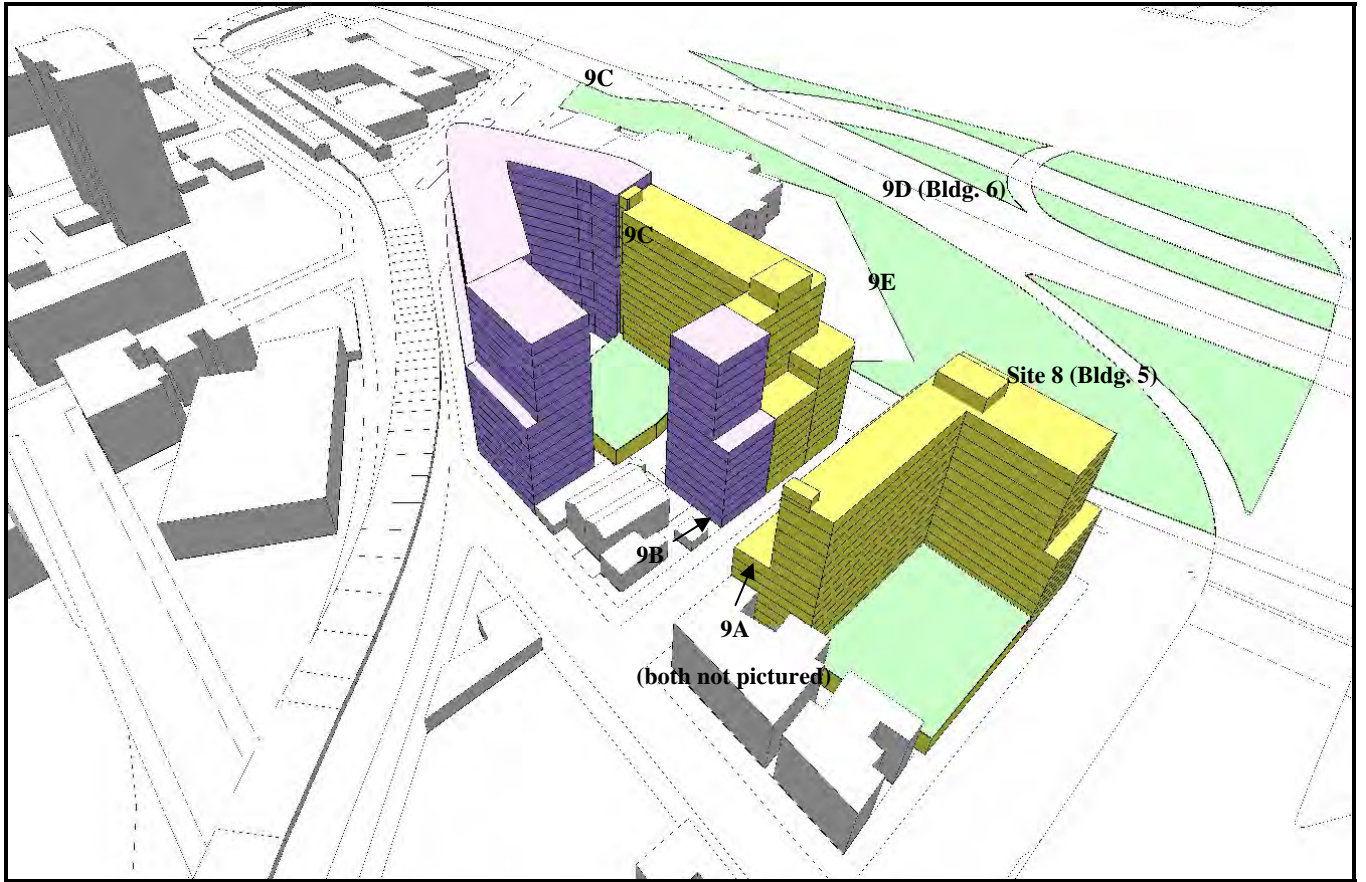 9C
9D (Bldg. 6)
9C
9E
Site 8 (Bldg. 5)
9B
9A
(both not pictured)